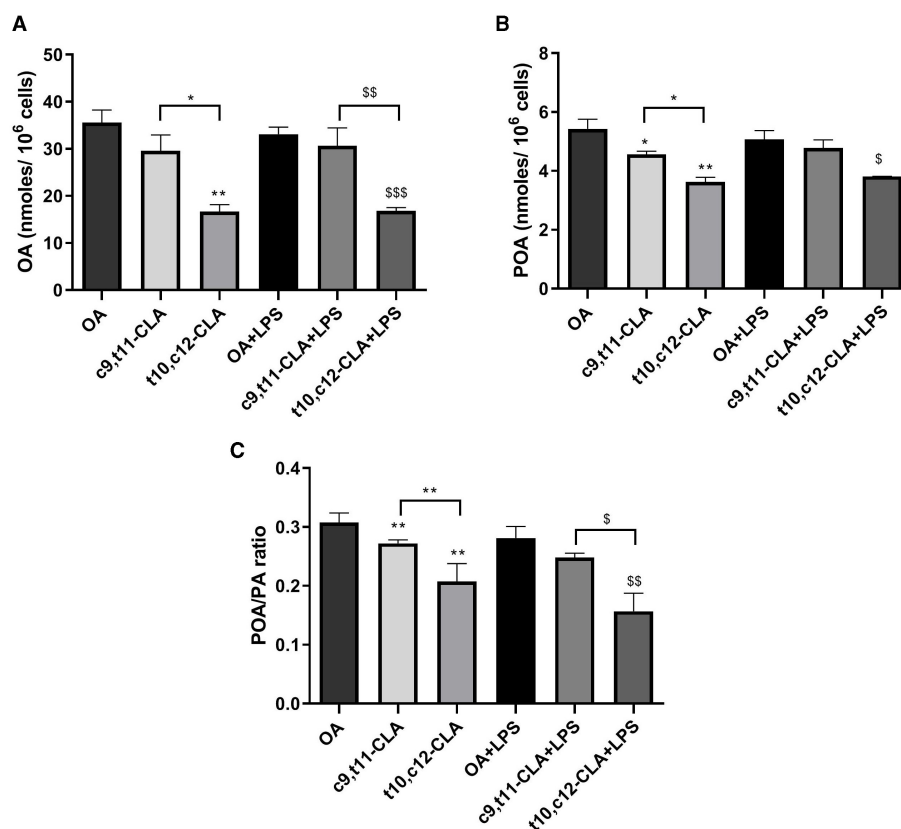 A
OA (nmoles/ 10⁶ cells)
50
40
30
20
10
0
*
**
$$
$$$
OA
c9,t11-CLA
t10,c12-CLA
OA+LPS
c9,t11-CLA+LPS
t10,c12-CLA+LPS
B
POA (nmoles/ 10⁶ cells)
8
6
4
2
0
*
*
**
$
OA
c9,t11-CLA
t10,c12-CLA
OA+LPS
c9,t11-CLA+LPS
t10,c12-CLA+LPS
C
POA/PA ratio
0.4
0.3
0.2
0.1
0.0
**
**
**
$
$$
OA
c9,t11-CLA
t10,c12-CLA
OA+LPS
c9,t11-CLA+LPS
t10,c12-CLA+LPS